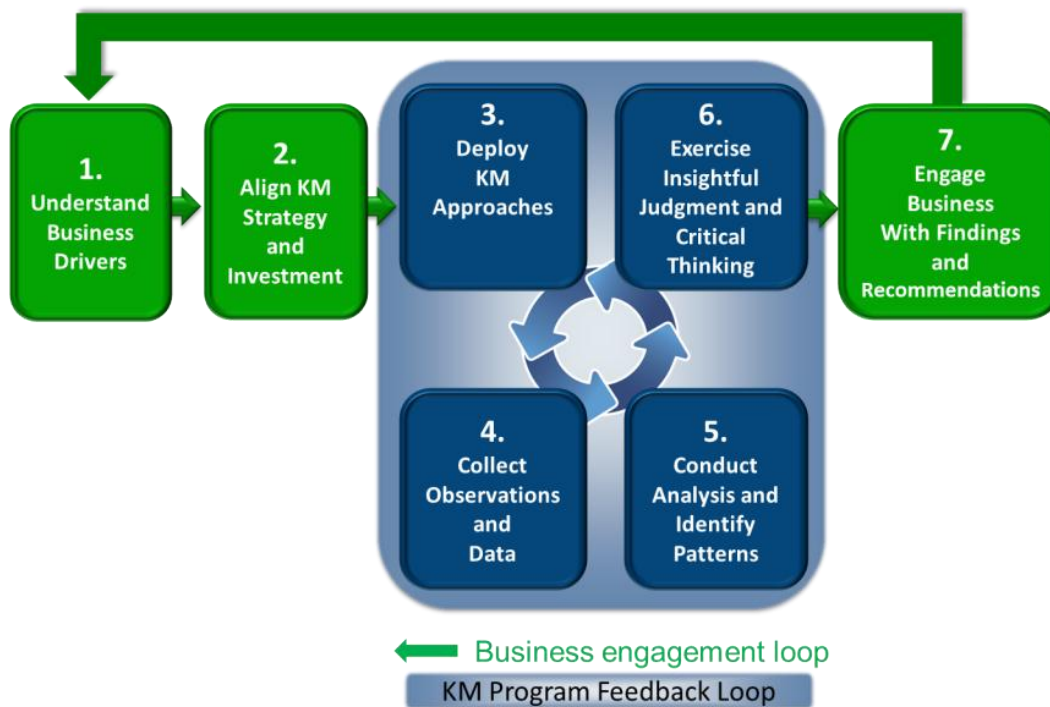 1.
Understand
Business
Drivers
2.
Align KM
Strategy
and
Investment
3.
Deploy
KM
Approaches
4.
Collect
Observations
and
Data
5.
Conduct
Analysis and
Identify
Patterns
6.
Exercise
Insightful
Judgment and
Critical
Thinking
7.
Engage
Business
With Findings
and
Recommendations
Business engagement loop
KM Program Feedback Loop